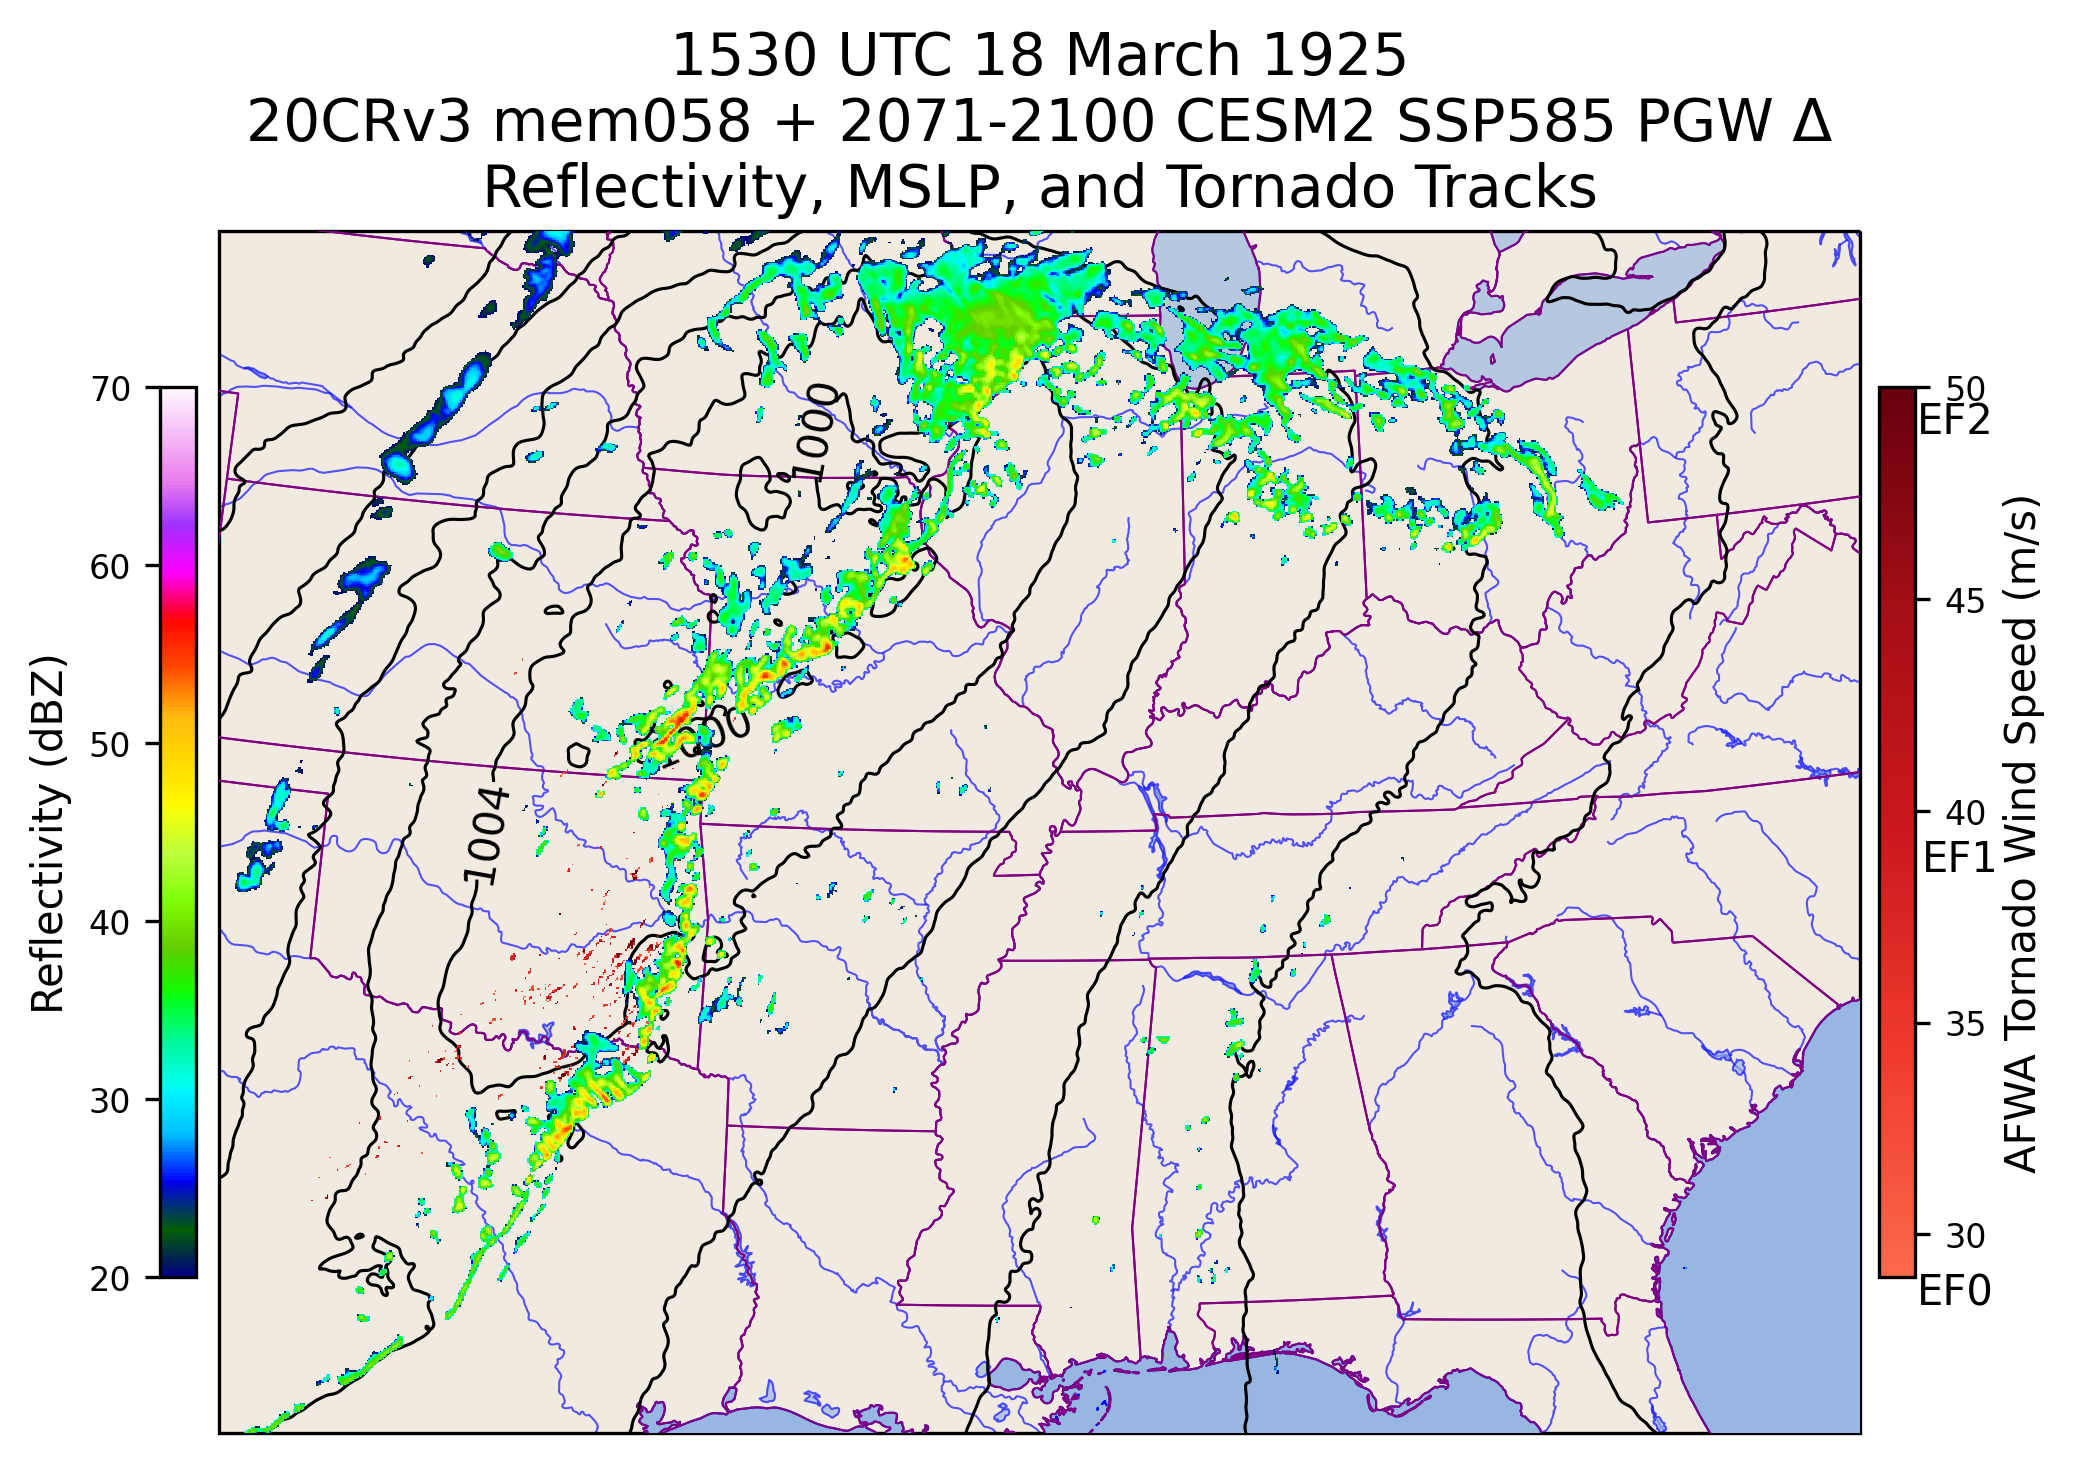 1530 UTC 18 March 1925
20CRv3 mem058 + 2071-2100 CESM2 SSP585 PGW Δ
Reflectivity, MSLP, and Tornado Tracks
70
60
50
40
30
20
Reflectivity (dBZ)
1000
1000
1004
50
EF2
45
40
EF1
35
30
EF0
AFWA Tornado Wind Speed (m/s)